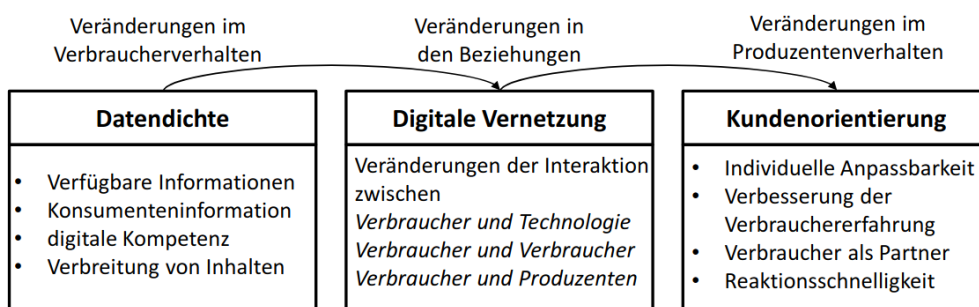 Veränderungen im
Verbraucherverhalten
Veränderungen in
den Beziehungen
Veränderungen im
Produzentenverhalten
Datendichte
• Verfügbare Informationen
• Konsumenteninformation
• digitale Kompetenz
• Verbreitung von Inhalten
Digitale Vernetzung
Veränderungen der Interaktion
zwischen
Verbraucher und Technologie
Verbraucher und Verbraucher
Verbraucher und Produzenten
Kundenorientierung
• Individuelle Anpassbarkeit
• Verbesserung der
Verbrauchererfahrung
• Verbraucher als Partner
• Reaktionsschnelligkeit